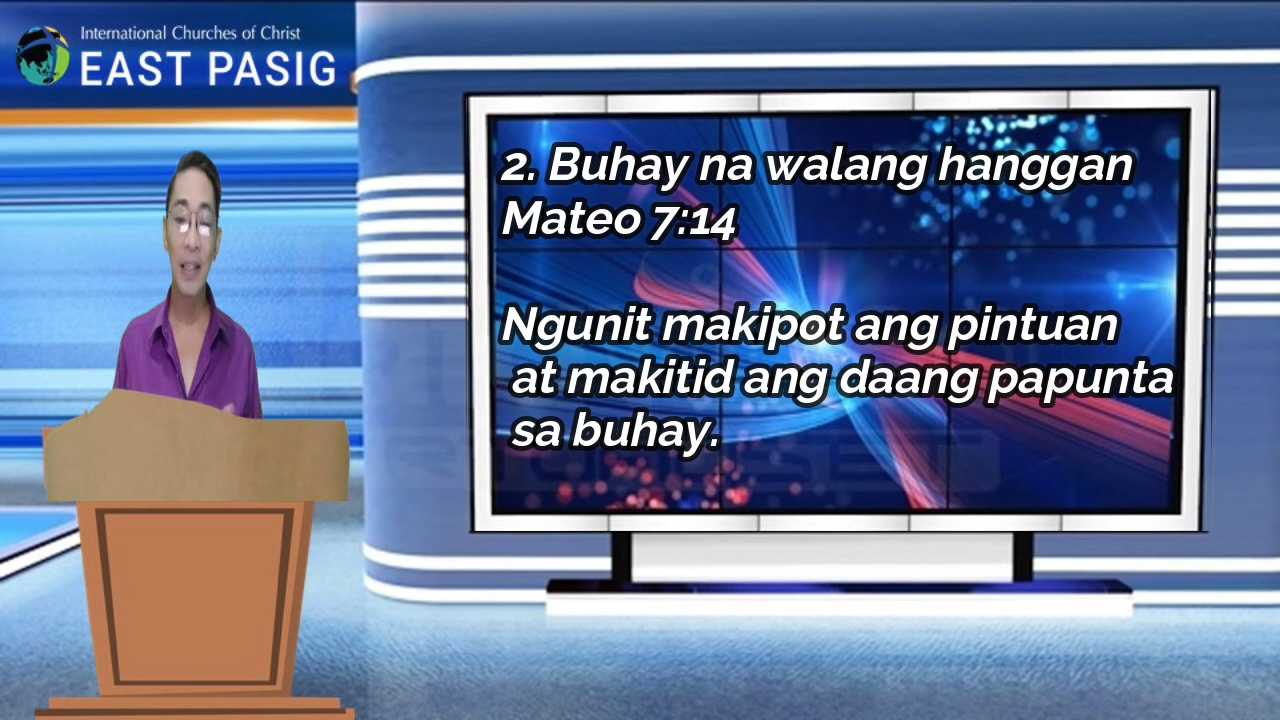 International Churches of Christ
EAST PASIG
2. Buhay na walang hanggan
Mateo 7:14
Ngunit makipot ang pintuan
at makitid ang daang papunta
sa buhay.